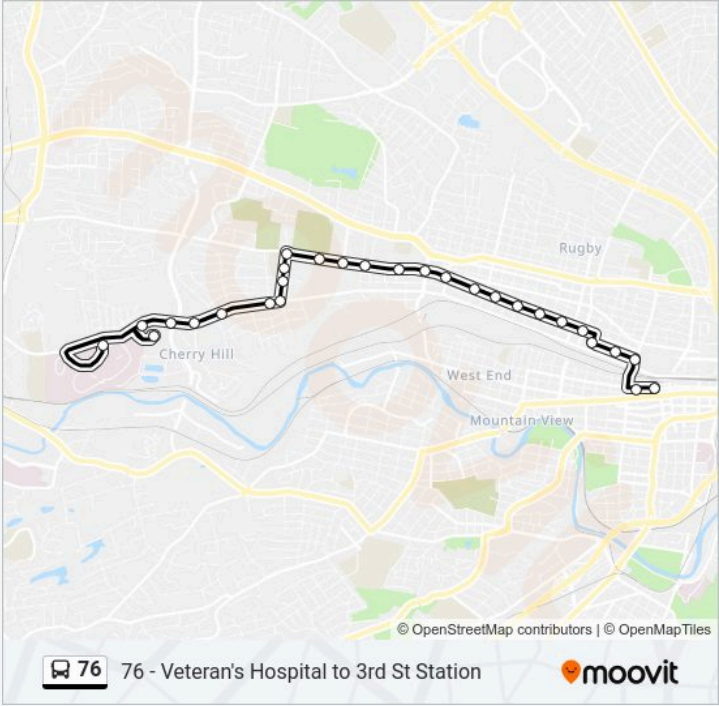 Rugby
Cherry Hill
West End
Mountain View
© OpenStreetMap contributors | © OpenMapTiles
76
76 - Veteran's Hospital to 3rd St Station
moovit